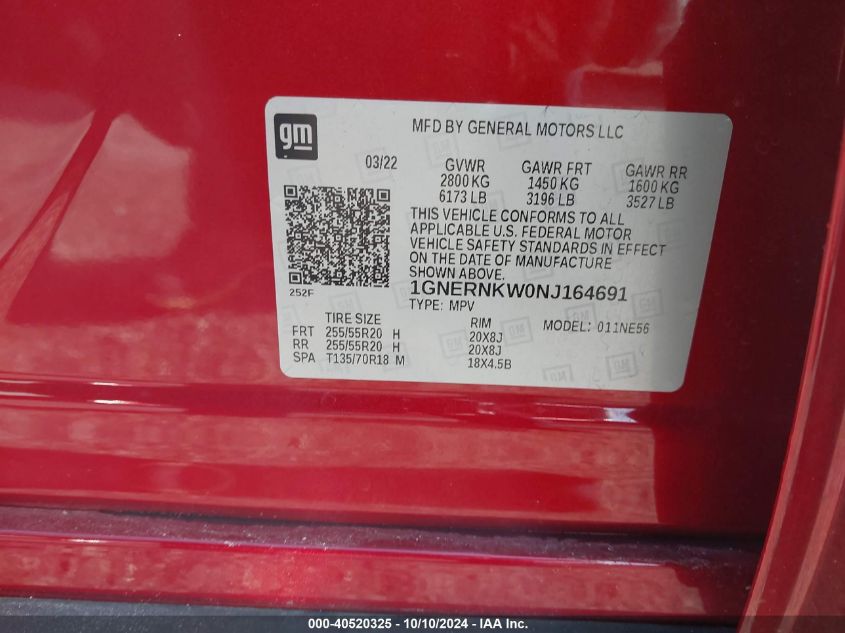 gm
MFD BY GENERAL MOTORS LLC
03/22 GVWR GAWR FRT GAWR RR
2800 KG 1450 KG 1600 KG
6173 LB 3196 LB 3527 LB
THIS VEHICLE CONFORMS TO ALL
APPLICABLE U.S. FEDERAL MOTOR
VEHICLE SAFETY STANDARDS IN EFFECT
ON THE DATE OF MANUFACTURE
SHOWN ABOVE.
252F
1GNERNKW0NJ164691
TYPE: MPV
TIRE SIZE RIM MODEL: 011NE56
FRT 255/55R20 H 20X8J
RR 255/55R20 H 20X8J
SPA T135/70R18 M 18X4.5B
000-40520325 - 10/10/2024 - IAA Inc.